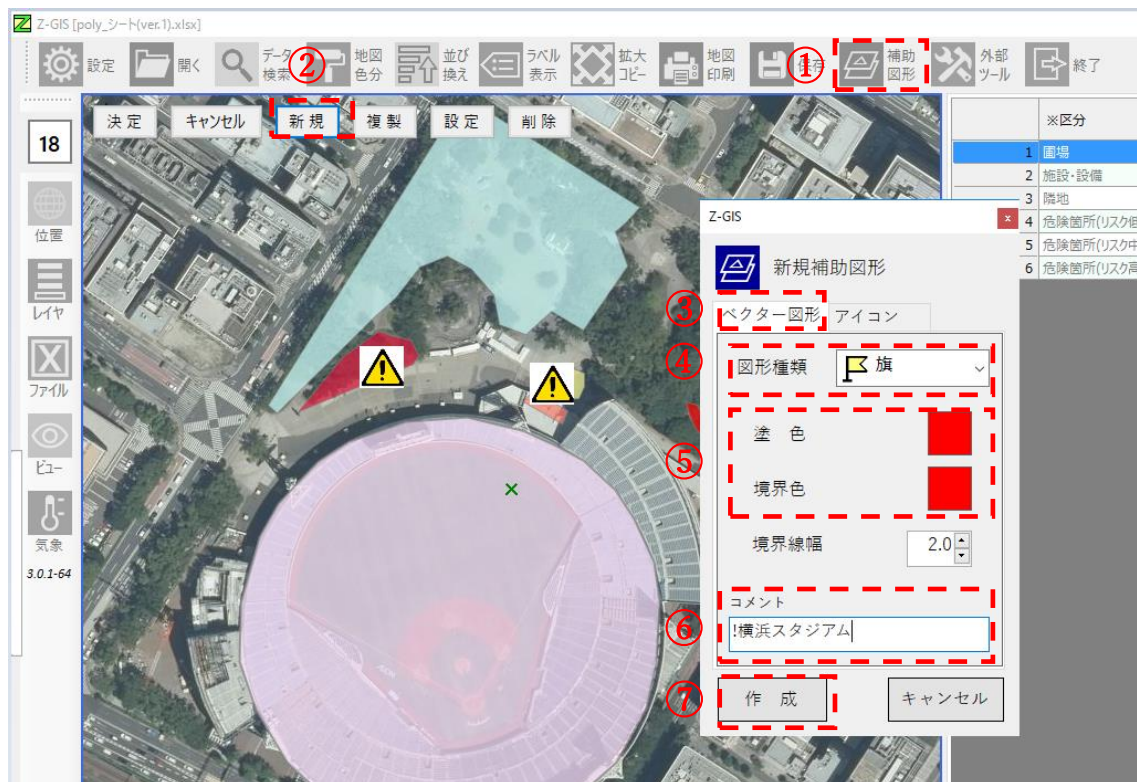 Z-GIS [poly_シート(ver.1).xlsx]
設定
開く
データ検索
②
地図色分
並び換え
ラベル表示
拡大コピー
地図印刷
保存
①
補助図形
外部ツール
終了
決定 キャンセル 新規 複製 設定 削除
18
位置
レイヤ
ファイル
ビュー
気象
3.0.1-64
※区分
1 圃場
2 施設・設備
3 隣地
4 危険箇所(リスク低
5 危険箇所(リスク中
6 危険箇所(リスク高
Z-GIS
x
新規補助図形
③ ベクター図形 アイコン
④ 図形種類 旗
⑤
塗 色
境界色
境界線幅 2.0
コメント
⑥ !横浜スタジアム
⑦ 作 成 キャンセル